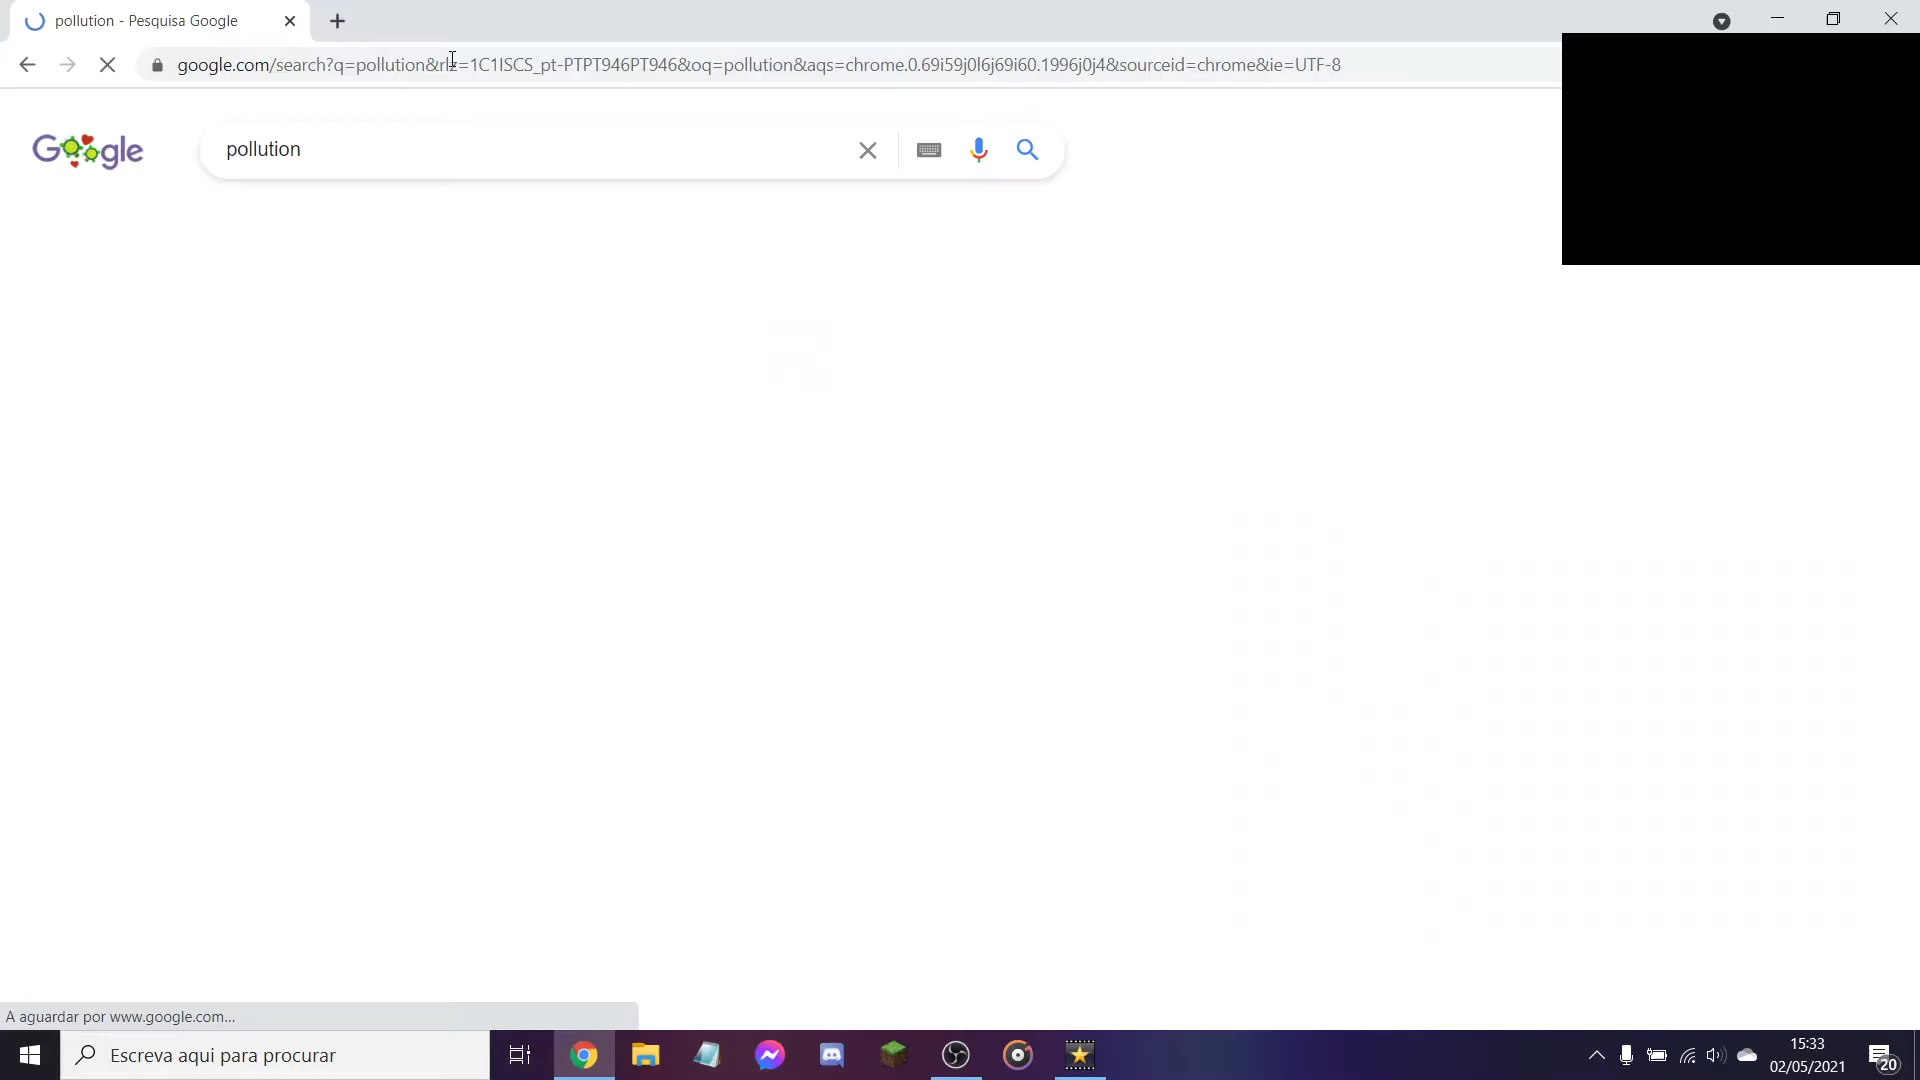 pollution - Pesquisa Google
google.com/search?q=pollution&rlz=1C1ISCS_pt-PTPT946PT946&oq=pollution&aqs=chrome.0.69i59j0l6j69i60.1996j0j4&sourceid=chrome&ie=UTF-8
Google
pollution
A aguardar por www.google.com...
Escreva aqui para procurar
15:33
02/05/2021
20